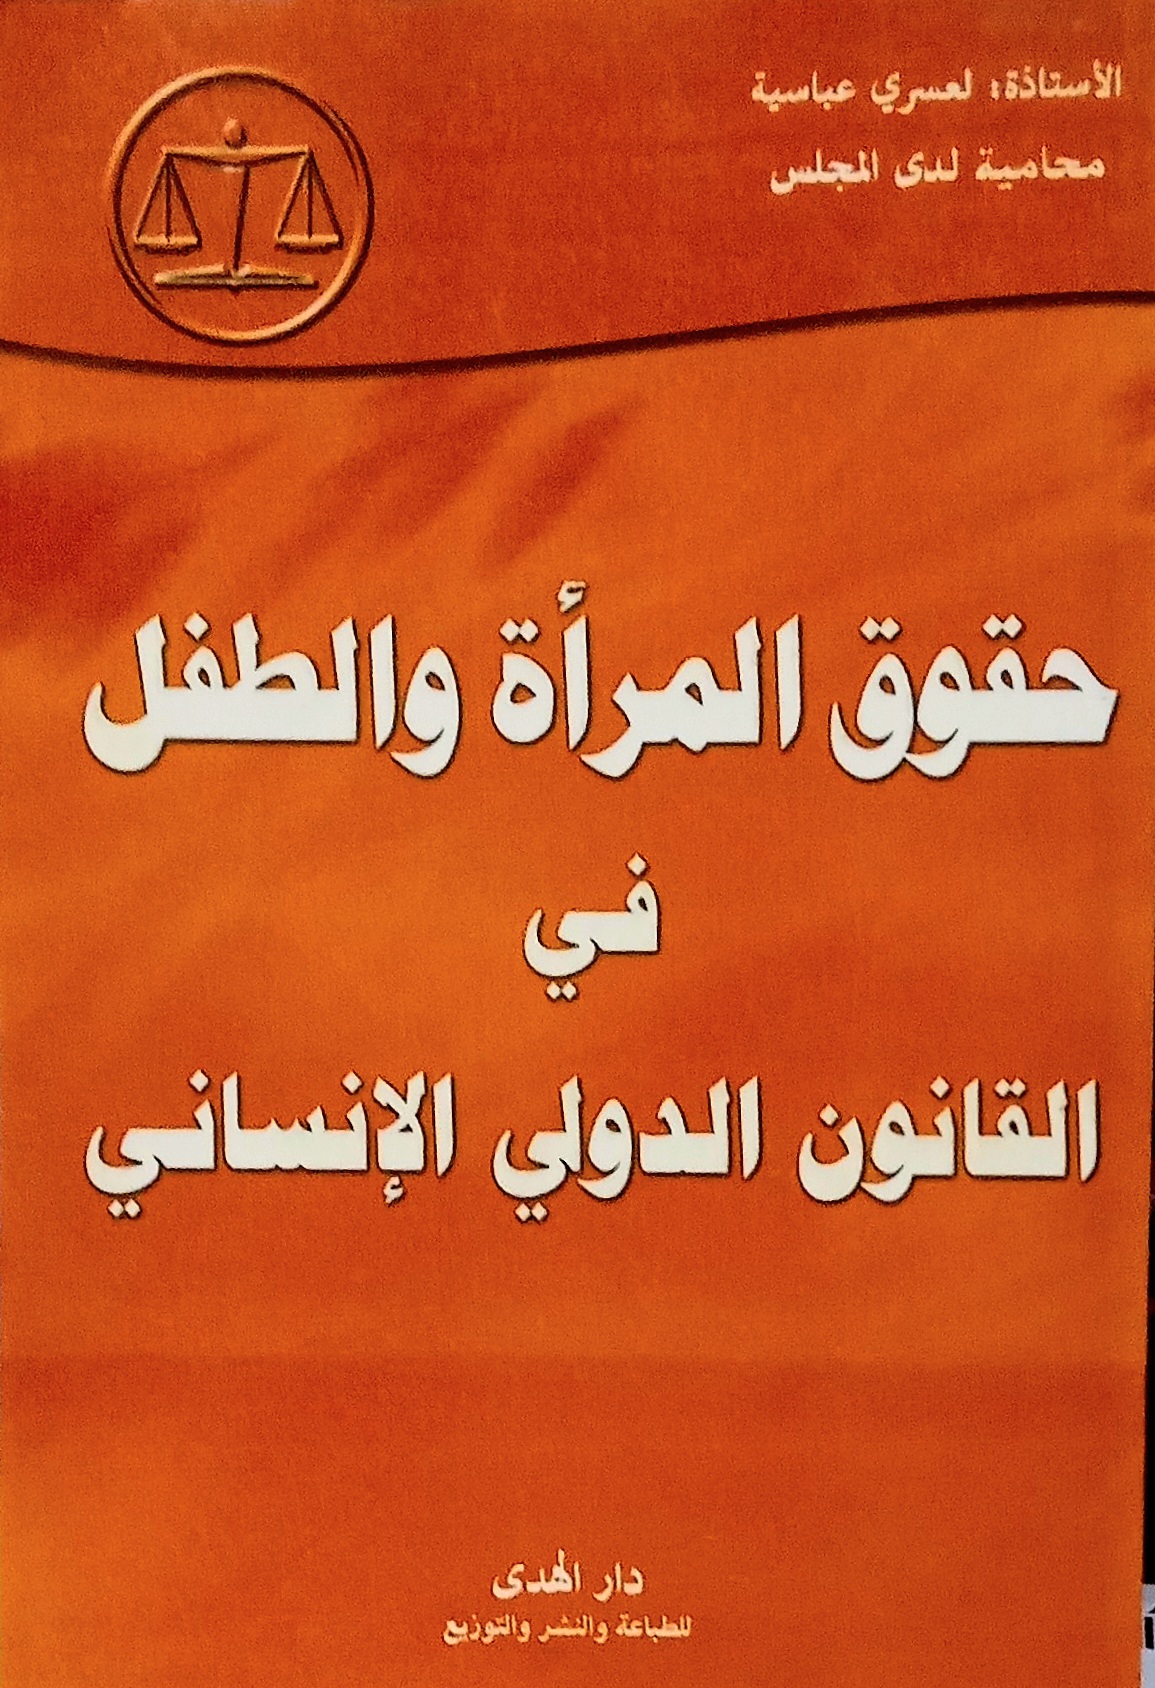 الأستاذة: لعسري عباسية
محامية لدى المجلس
حقوق المرأة والطفل
في
القانون الدولي الإنساني
دار الهدى
للطباعة والنشر والتوزيع